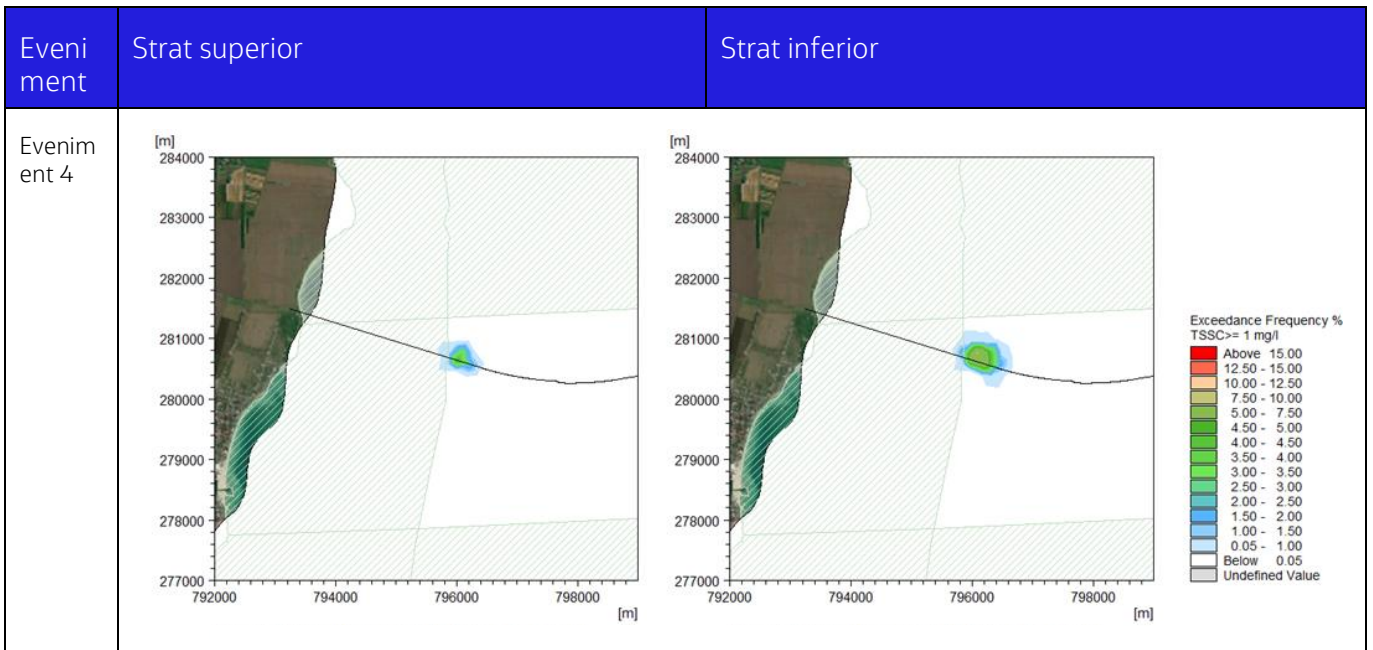 Eveni
ment
Strat superior
Strat inferior
Evenim
ent 4
[m]
284000
283000
282000
281000
280000
279000
278000
277000
792000
794000
796000
798000
[m]
[m]
284000
283000
282000
281000
280000
279000
278000
277000
792000
794000
796000
798000
[m]
Exceedance Frequency %
TSSC>= 1 mg/l
Above 15.00
12.50 - 15.00
10.00 - 12.50
7.50 - 10.00
5.00 - 7.50
4.50 - 5.00
4.00 - 4.50
3.50 - 4.00
3.00 - 3.50
2.50 - 3.00
2.00 - 2.50
1.50 - 2.00
1.00 - 1.50
0.05 - 1.00
Below 0.05
Undefined Value